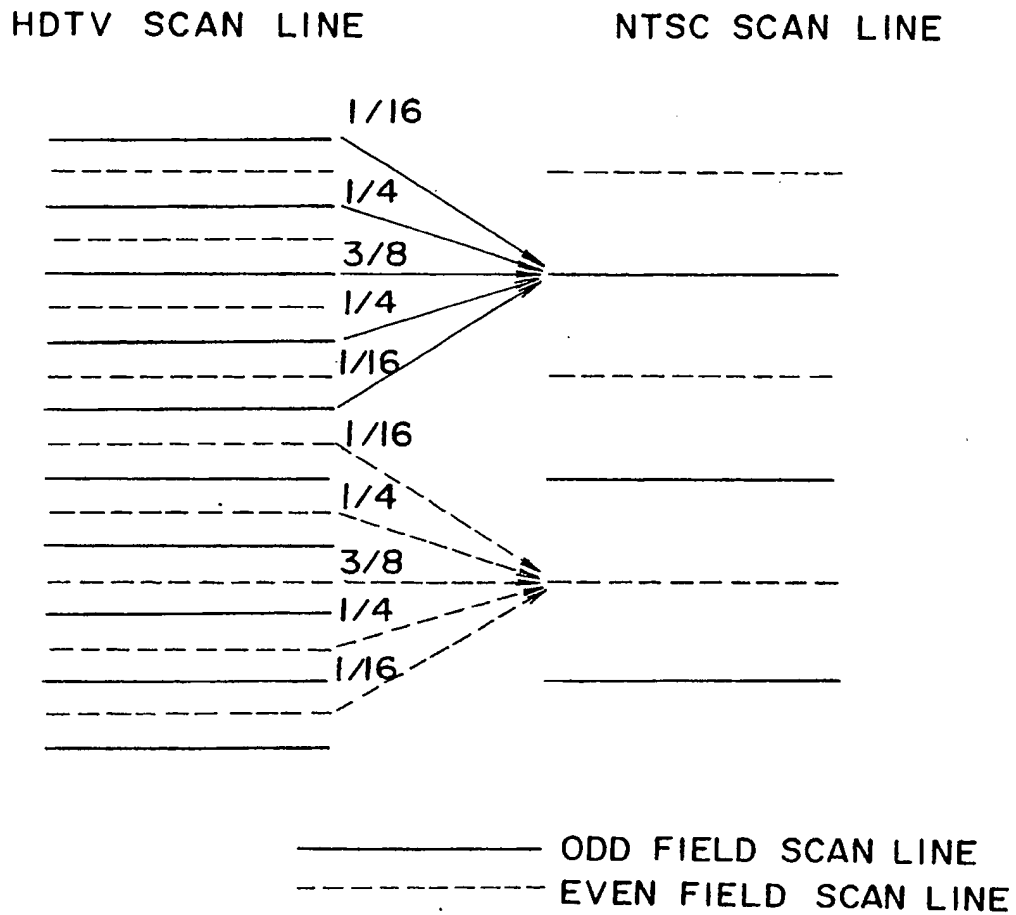 HDTV SCAN LINE
NTSC SCAN LINE
1/16
1/4
3/8
1/4
1/16
1/16
1/4
3/8
1/4
1/16
ODD FIELD SCAN LINE
EVEN FIELD SCAN LINE